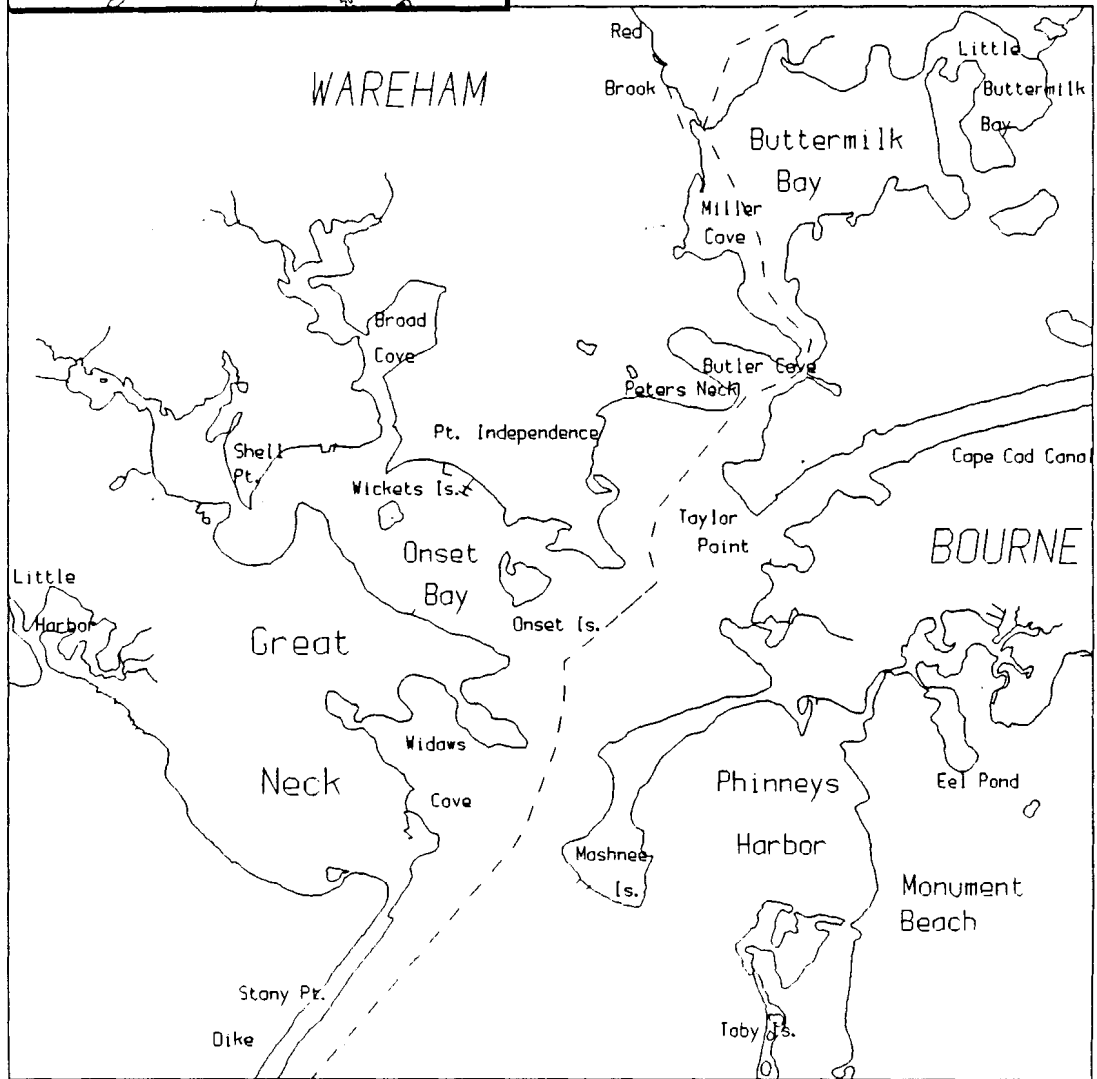 Red
Brook
WAREHAM
Little
Buttermilk
Bay
Buttermilk
Bay
Miller
Cove
Broad
Cove
Butler Cove
Peters Neck
Pt. Independence
Shell
Pt.
Wickets Is.
Cape Cod Canal
Taylor
Point
BOURNE
Onset
Bay
Little
Harbor
Onset Is.
Great
Neck
Widows
Cove
Phinneys
Harbor
Eel Pond
Mashnee
Is.
Monument
Beach
Stony Pt.
Dike
Toby Is.